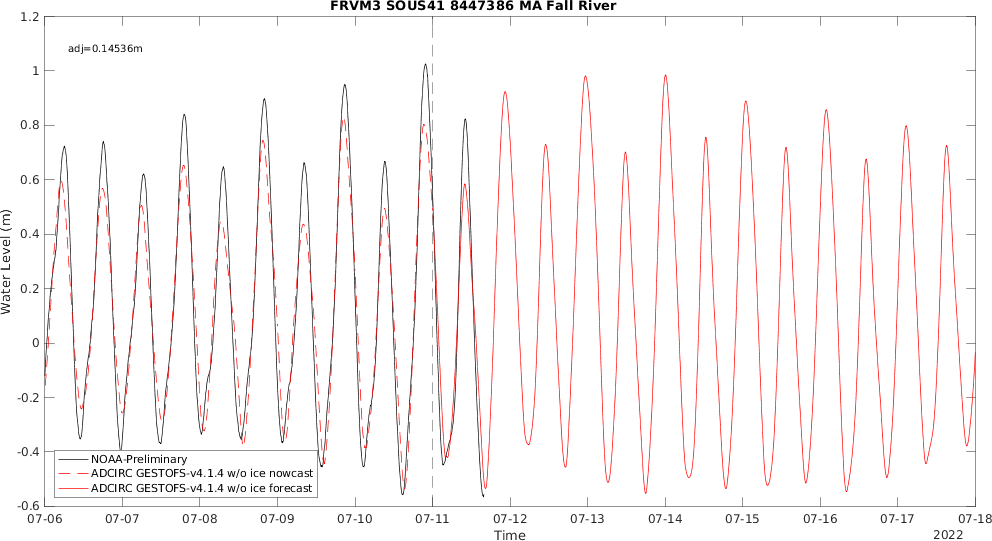 FRVM3 SOUS41 8447386 MA Fall River
adj=0.14536m
Water Level (m)
1.2
1
0.8
0.6
0.4
0.2
0
-0.2
-0.4
-0.6
NOAA-Preliminary
ADCIRC GESTOFS-v4.1.4 w/o ice nowcast
ADCIRC GESTOFS-v4.1.4 w/o ice forecast
07-06 07-07 07-08 07-09 07-10 07-11 07-12 07-13 07-14 07-15 07-16 07-17 07-18
Time
2022